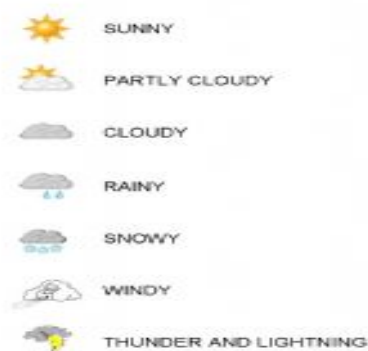 SUNNY
PARTLY CLOUDY
CLOUDY
RAINY
SNOWY
WINDY
THUNDER AND LIGHTNING